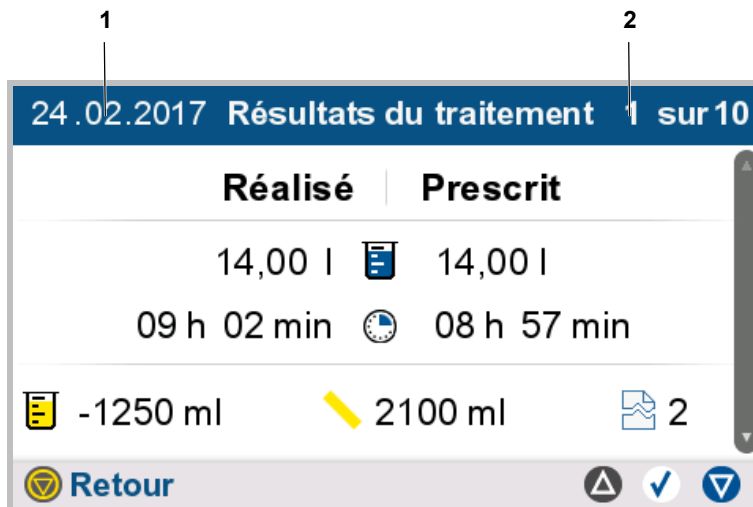 1 2
24.02.2017 Résultats du traitement 1 sur 10
Réalisé Prescrit
14,00 l 14,00 l
09 h 02 min 08 h 57 min
-1250 ml 2100 ml 2
Retour